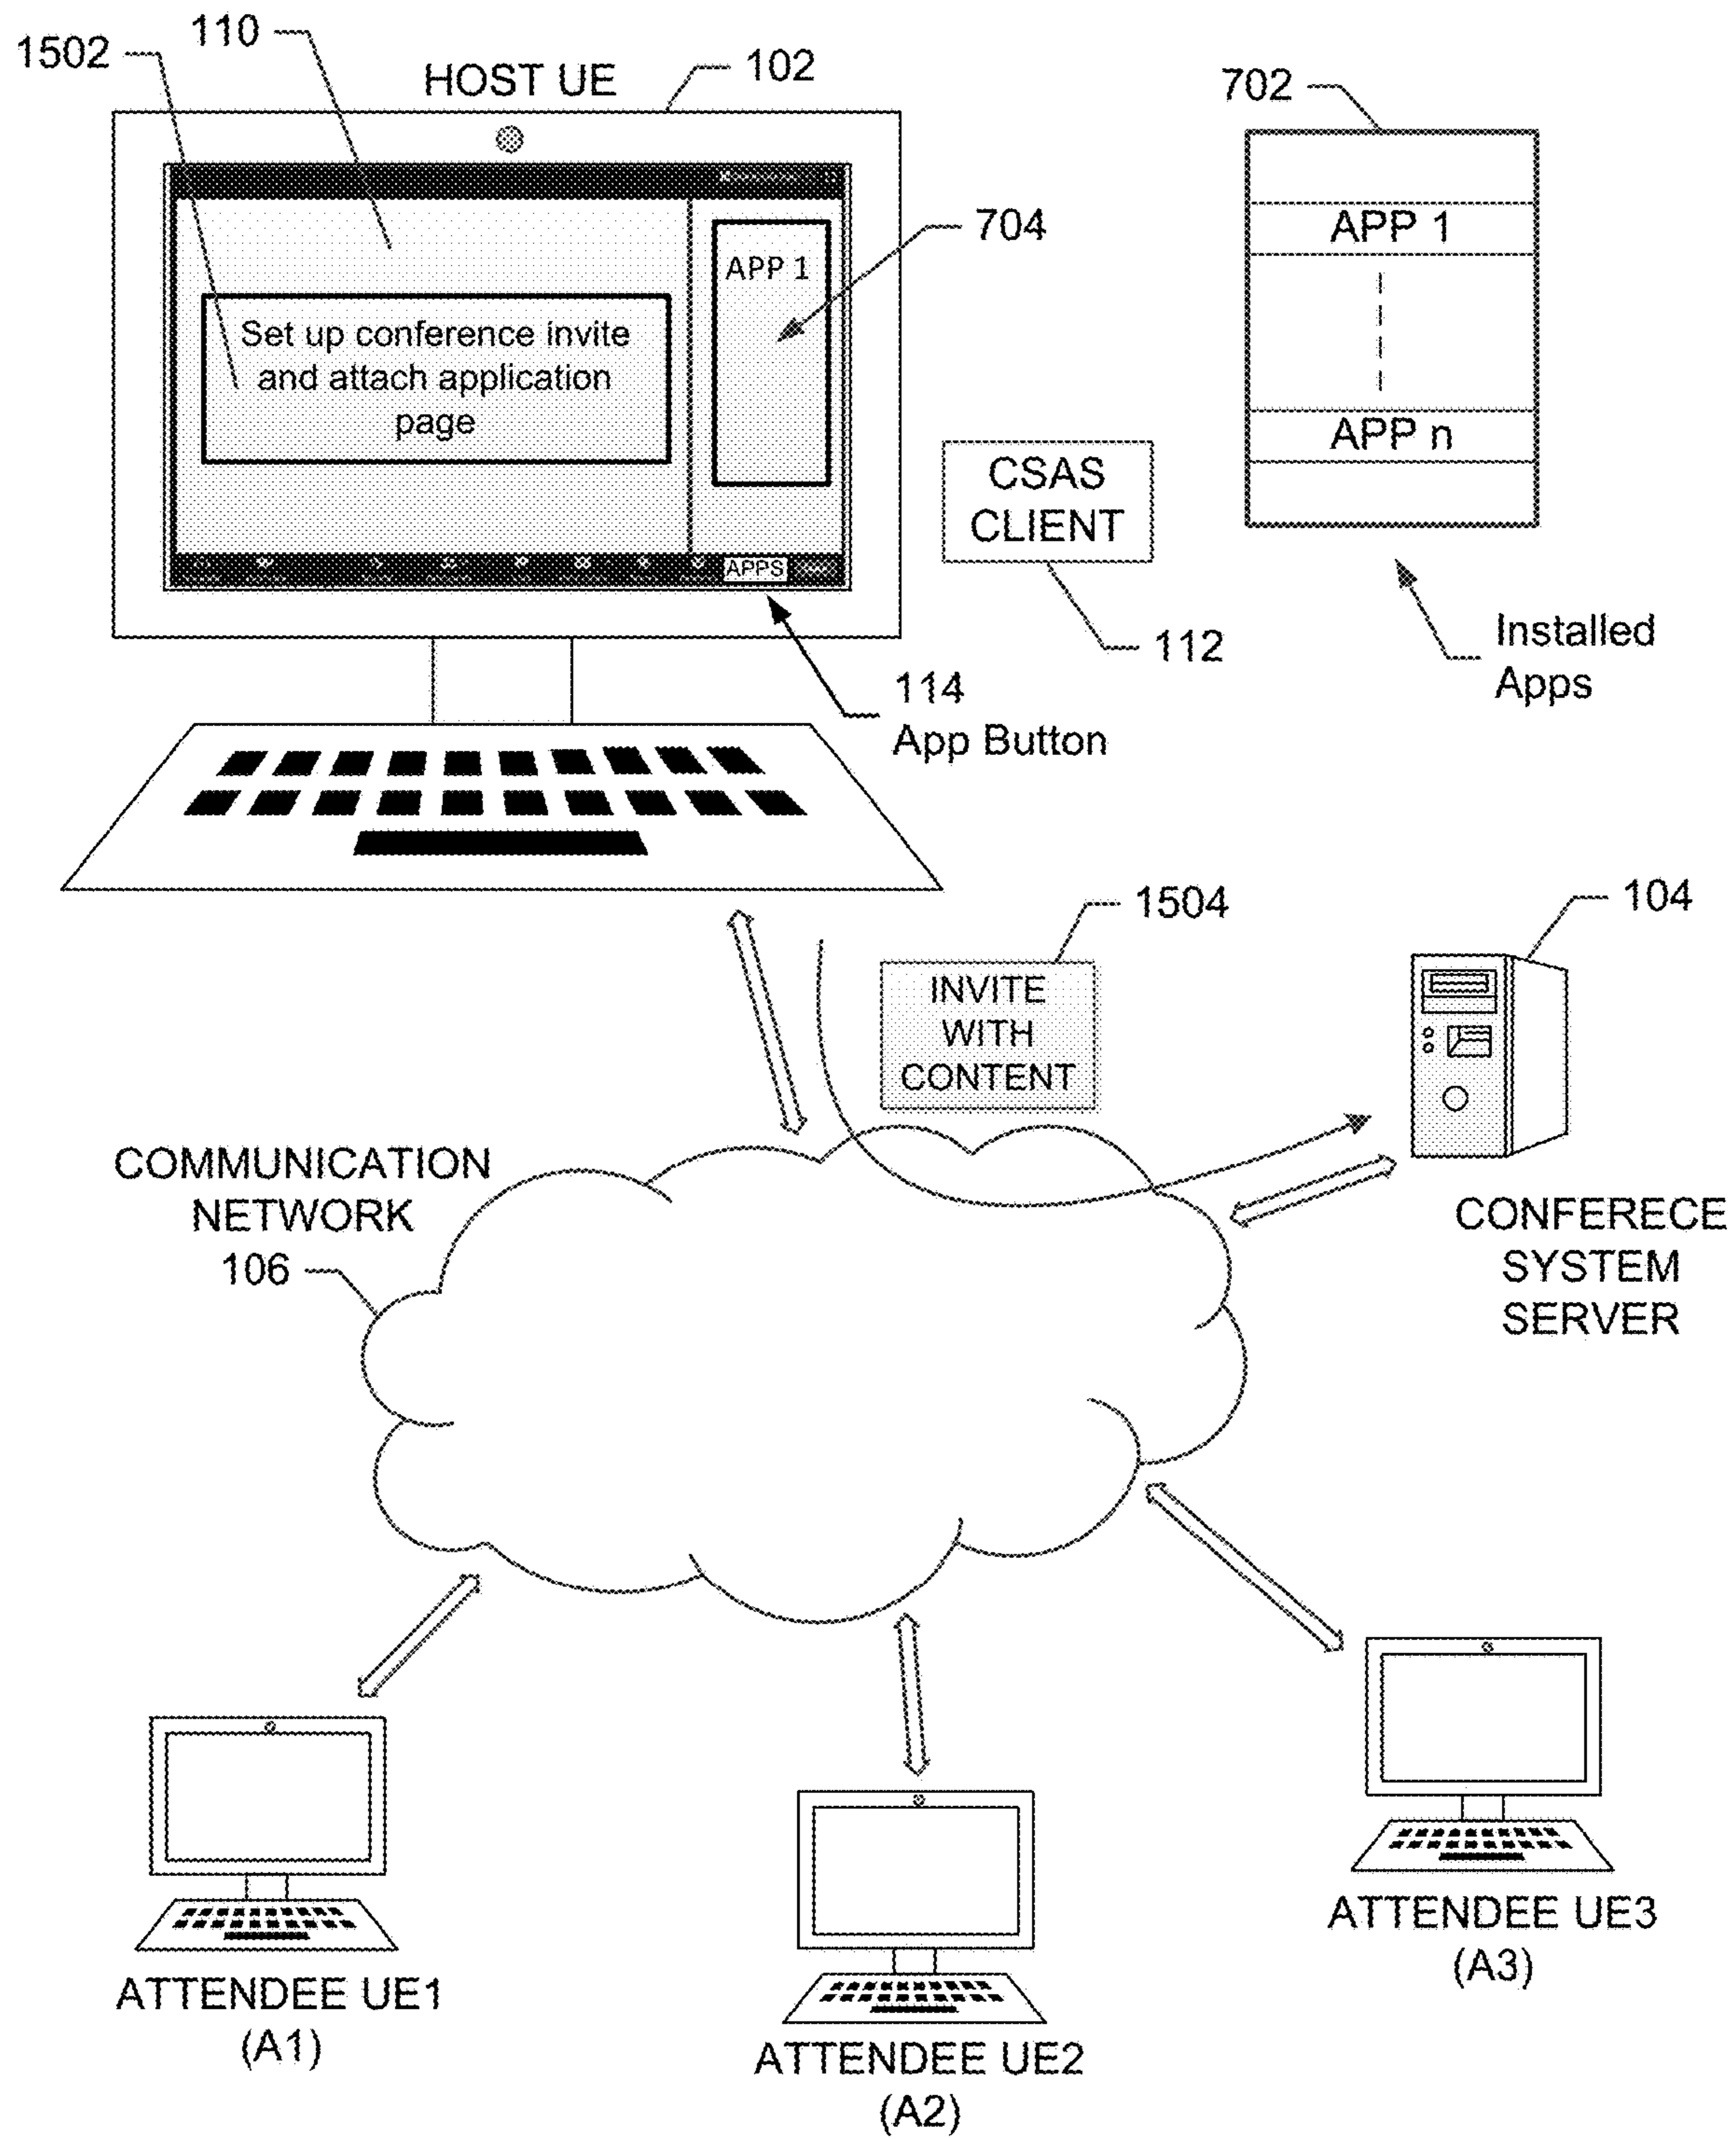 110
1502
HOST UE
102
702
704
APP 1
Set up conference invite
and attach application
page
APP 1
APP n
CSAS
CLIENT
APPS
112
Installed
Apps
114
App Button
1504
104
INVITE
WITH
CONTENT
COMMUNICATION
NETWORK
106
CONFERECE
SYSTEM
SERVER
ATTENDEE UE3
(A3)
ATTENDEE UE1
(A1)
ATTENDEE UE2
(A2)